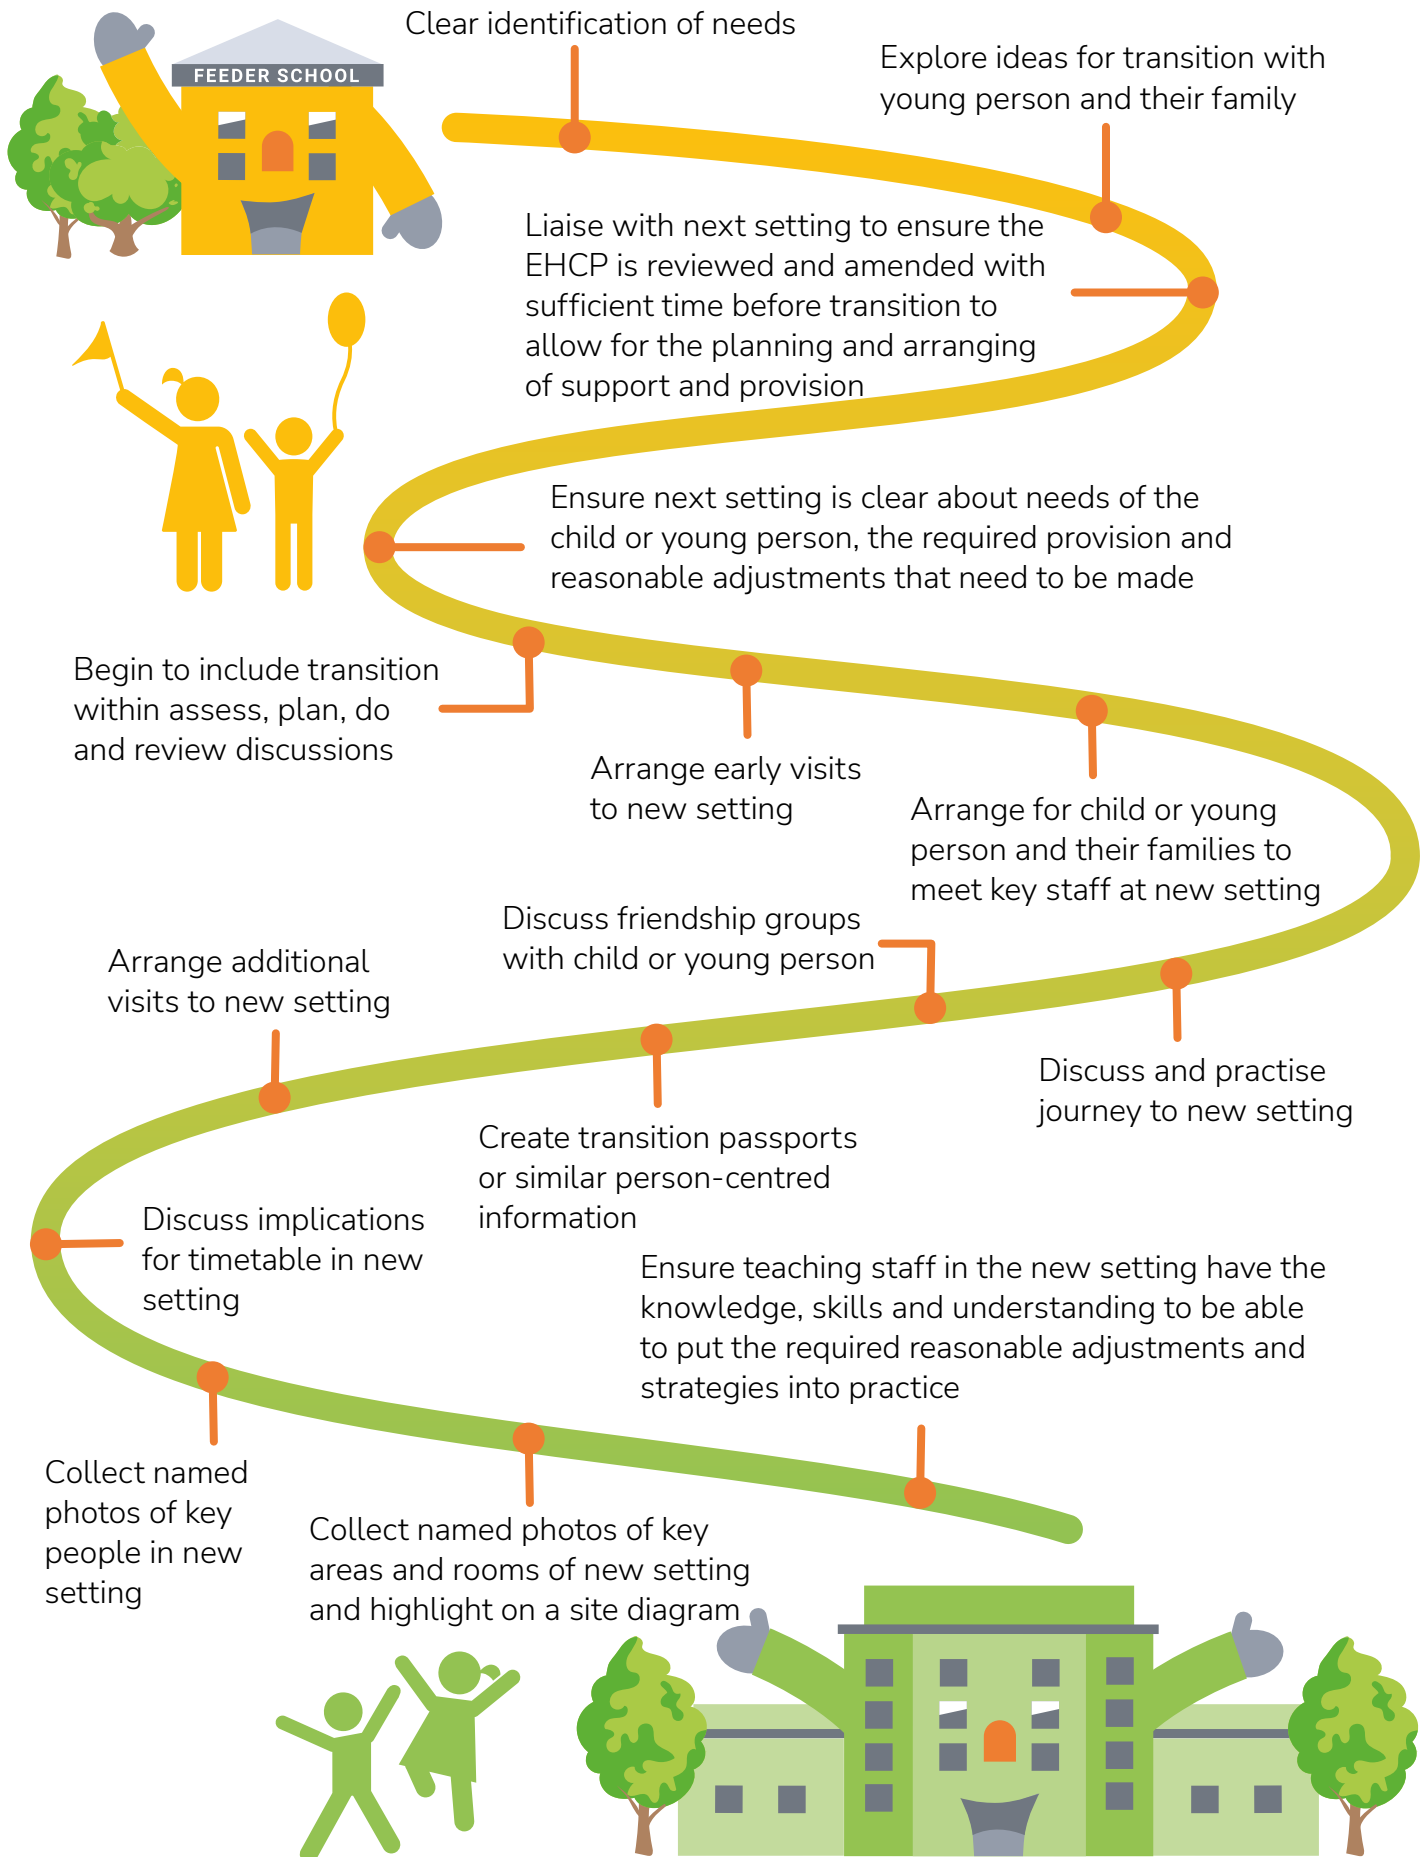 FEEDER SCHOOL
Clear identification of needs
Explore ideas for transition with
young person and their family
Liaise with next setting to ensure the
EHCP is reviewed and amended with
sufficient time before transition to
allow for the planning and arranging
of support and provision
Ensure next setting is clear about needs of the
child or young person, the required provision and
reasonable adjustments that need to be made
Begin to include transition
within assess, plan, do
and review discussions
Arrange early visits
to new setting
Arrange for child or young
person and their families to
meet key staff at new setting
Discuss and practise
journey to new setting
Discuss friendship groups
with child or young person
Create transition passports
or similar person-centred
information
Arrange additional
visits to new setting
Discuss implications
for timetable in new
setting
Collect named
photos of key
people in new
setting
Collect named photos of key
areas and rooms of new setting
and highlight on a site diagram
Ensure teaching staff in the new setting have the
knowledge, skills and understanding to be able
to put the required reasonable adjustments and
strategies into practice